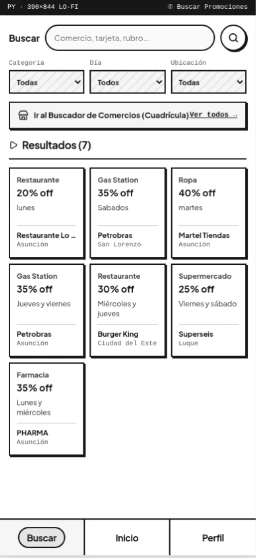 PY · 390×844 LO-FI
© Buscar Promociones
Buscar
Comercio, tarjeta, rubro...
Categoría
Día
Ubicación
Todas
Todos
Todas
Ir al Buscador de Comercios (Cuadrícula)
Ver todos
Resultados (7)
Restaurante
20% off
lunes
Restaurante Lo ...
Asunción
Gas Station
35% off
Sabados
Petrobras
San Lorenzo
Ropa
40% off
martes
Martel Tiendas
Asunción
Gas Station
35% off
Jueves y viernes
Petrobras
Asunción
Restaurante
30% off
Miércoles y
jueves
Burger King
Ciudad del Este
Supermercado
25% off
Viernes y sábado
Superseis
Luque
Farmacia
35% off
Lunes y
miércoles
PHARMA
Asunción
Buscar
Inicio
Perfil